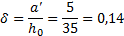 δ = a′/h₀ = 5/35 = 0,14